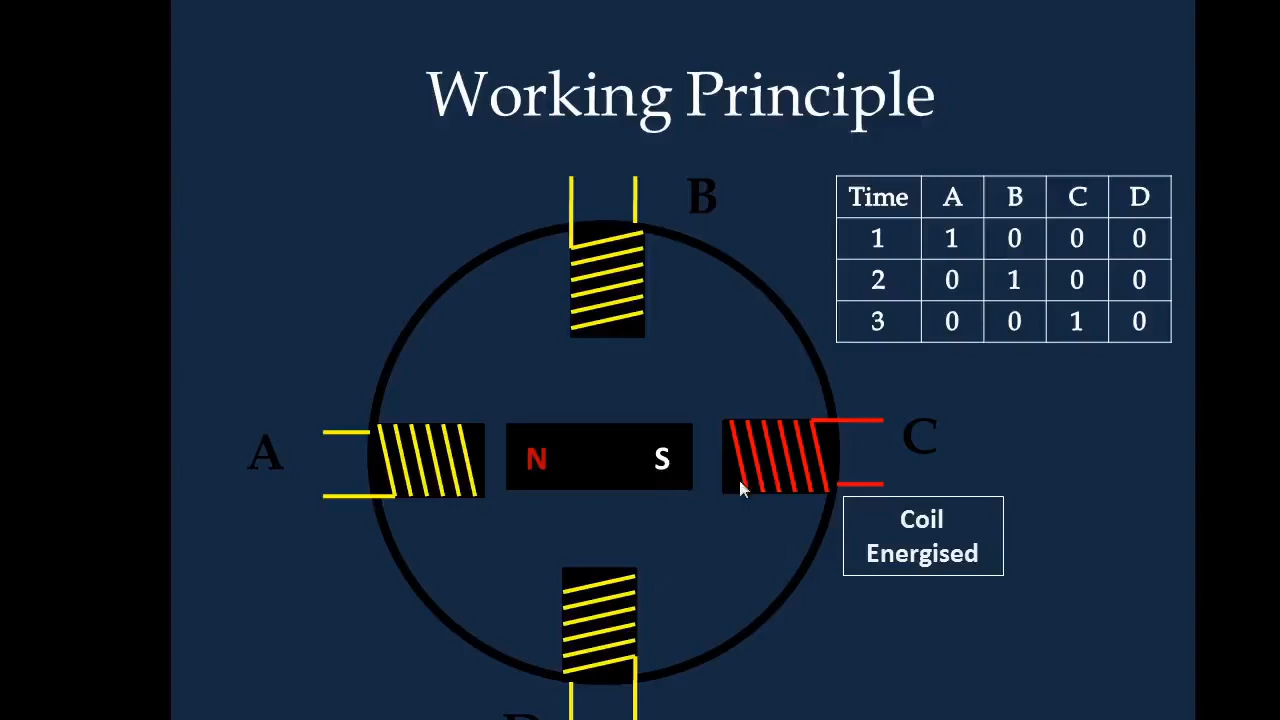 Working Principle
B
Time A B C D
1 1 0 0 0
2 0 1 0 0
3 0 0 1 0
A
N S
C
Coil
Energised